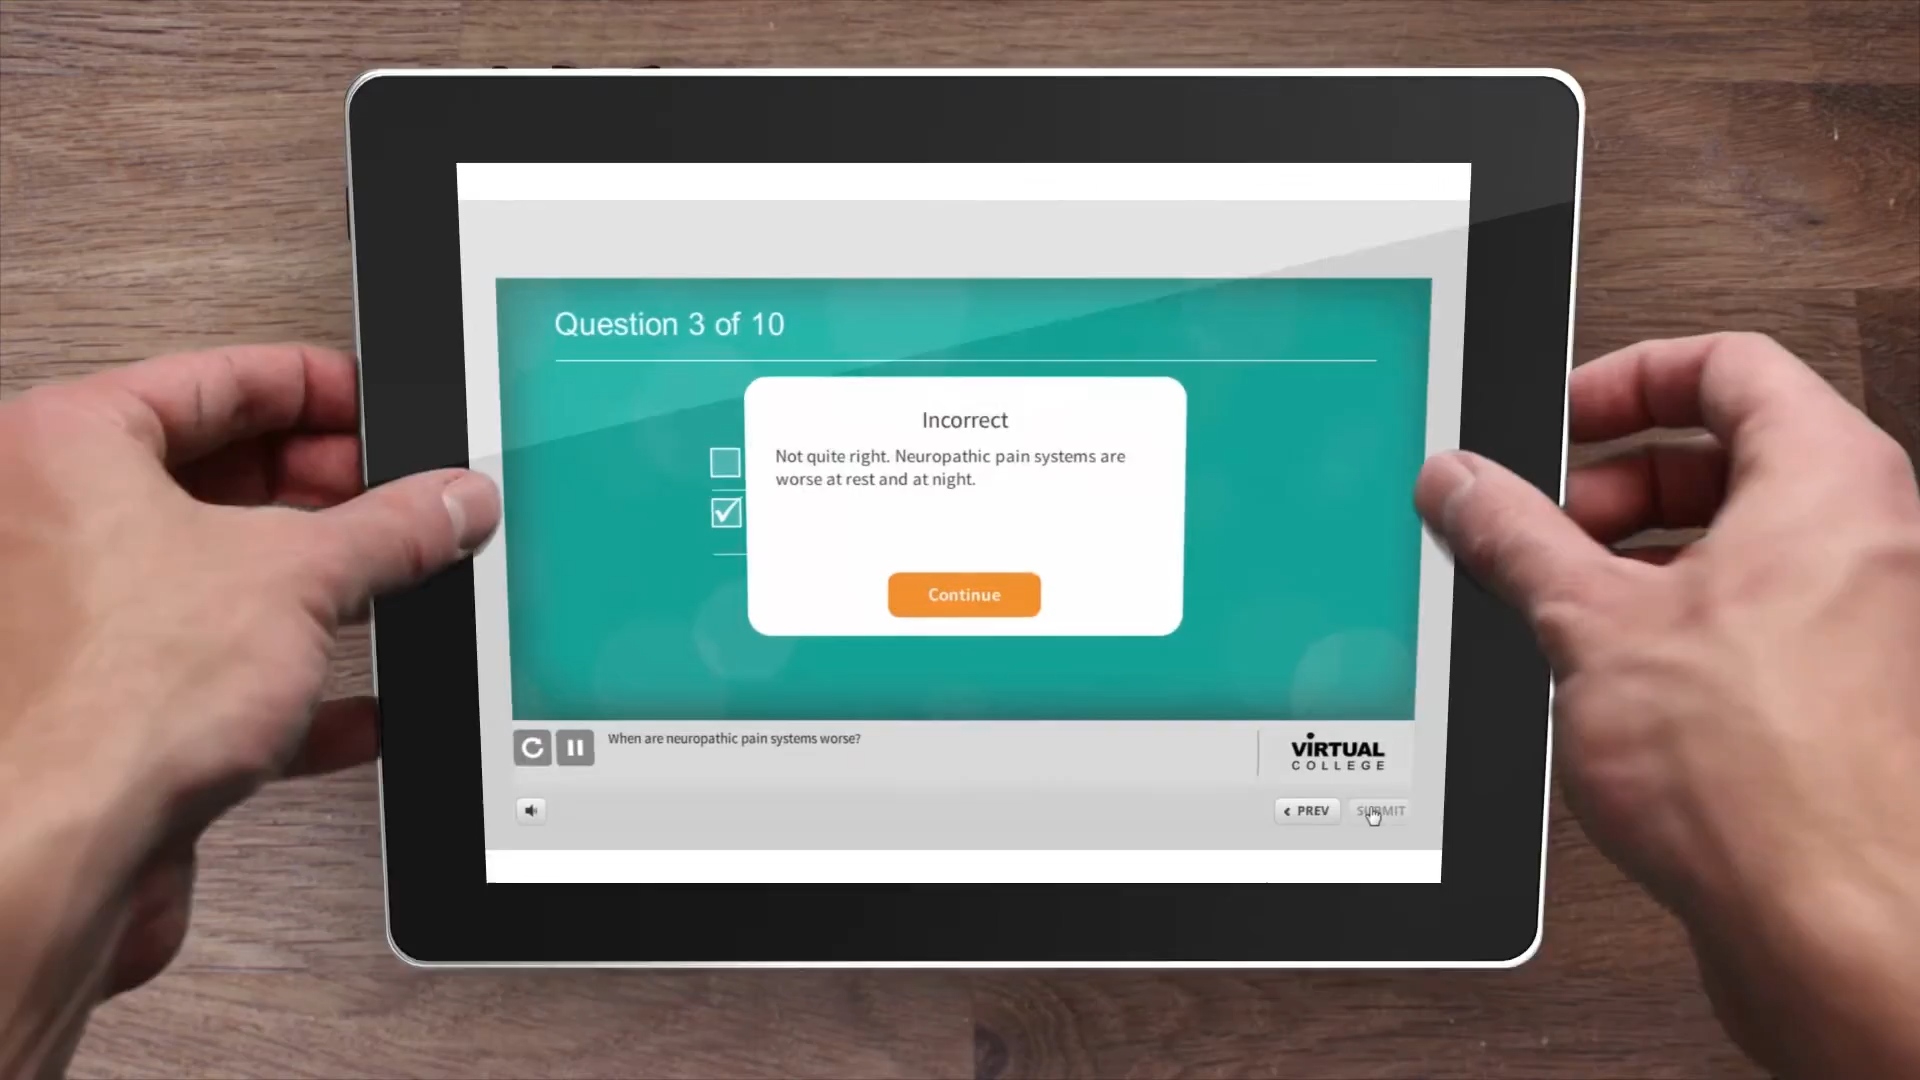 Question 3 of 10
Incorrect
Not quite right. Neuropathic pain systems are
worse at rest and at night.
Continue
When are neuropathic pain systems worse?
VIRTUAL
COLLEGE
PREV
SUBMIT